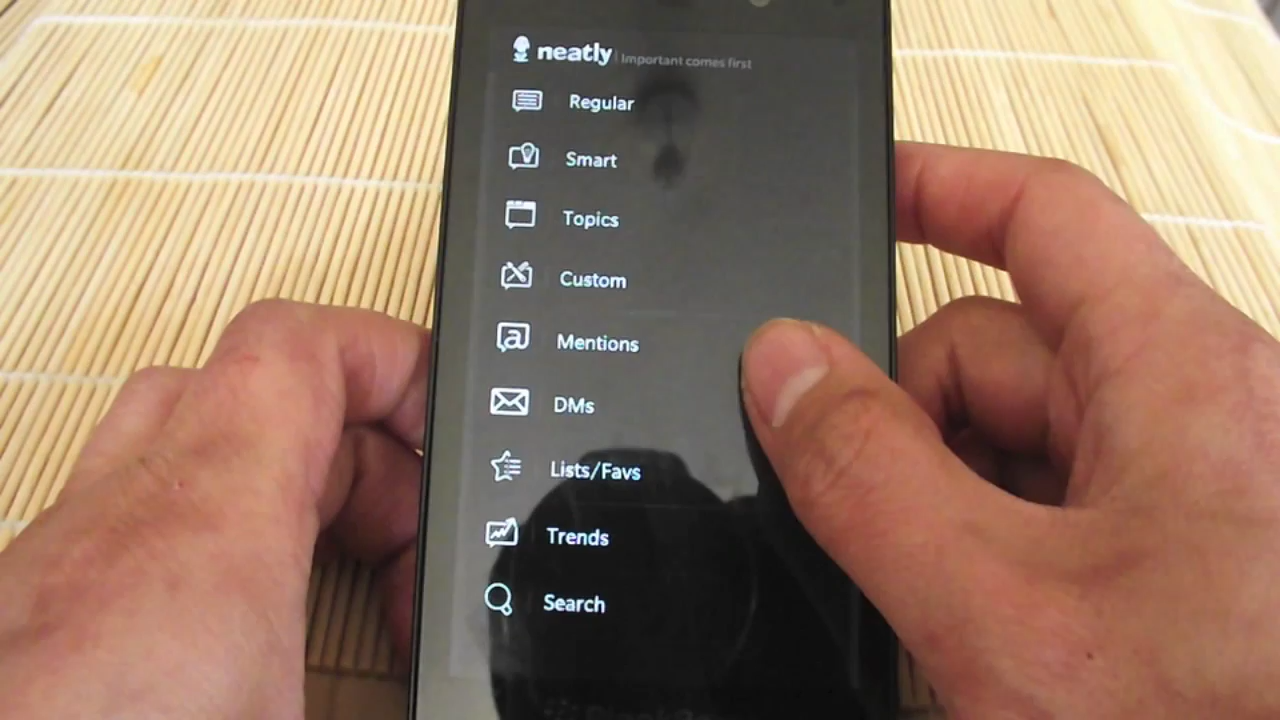 neatly | Important comes first
Regular
Smart
Topics
Custom
Mentions
DMs
Lists/Favs
Trends
Search